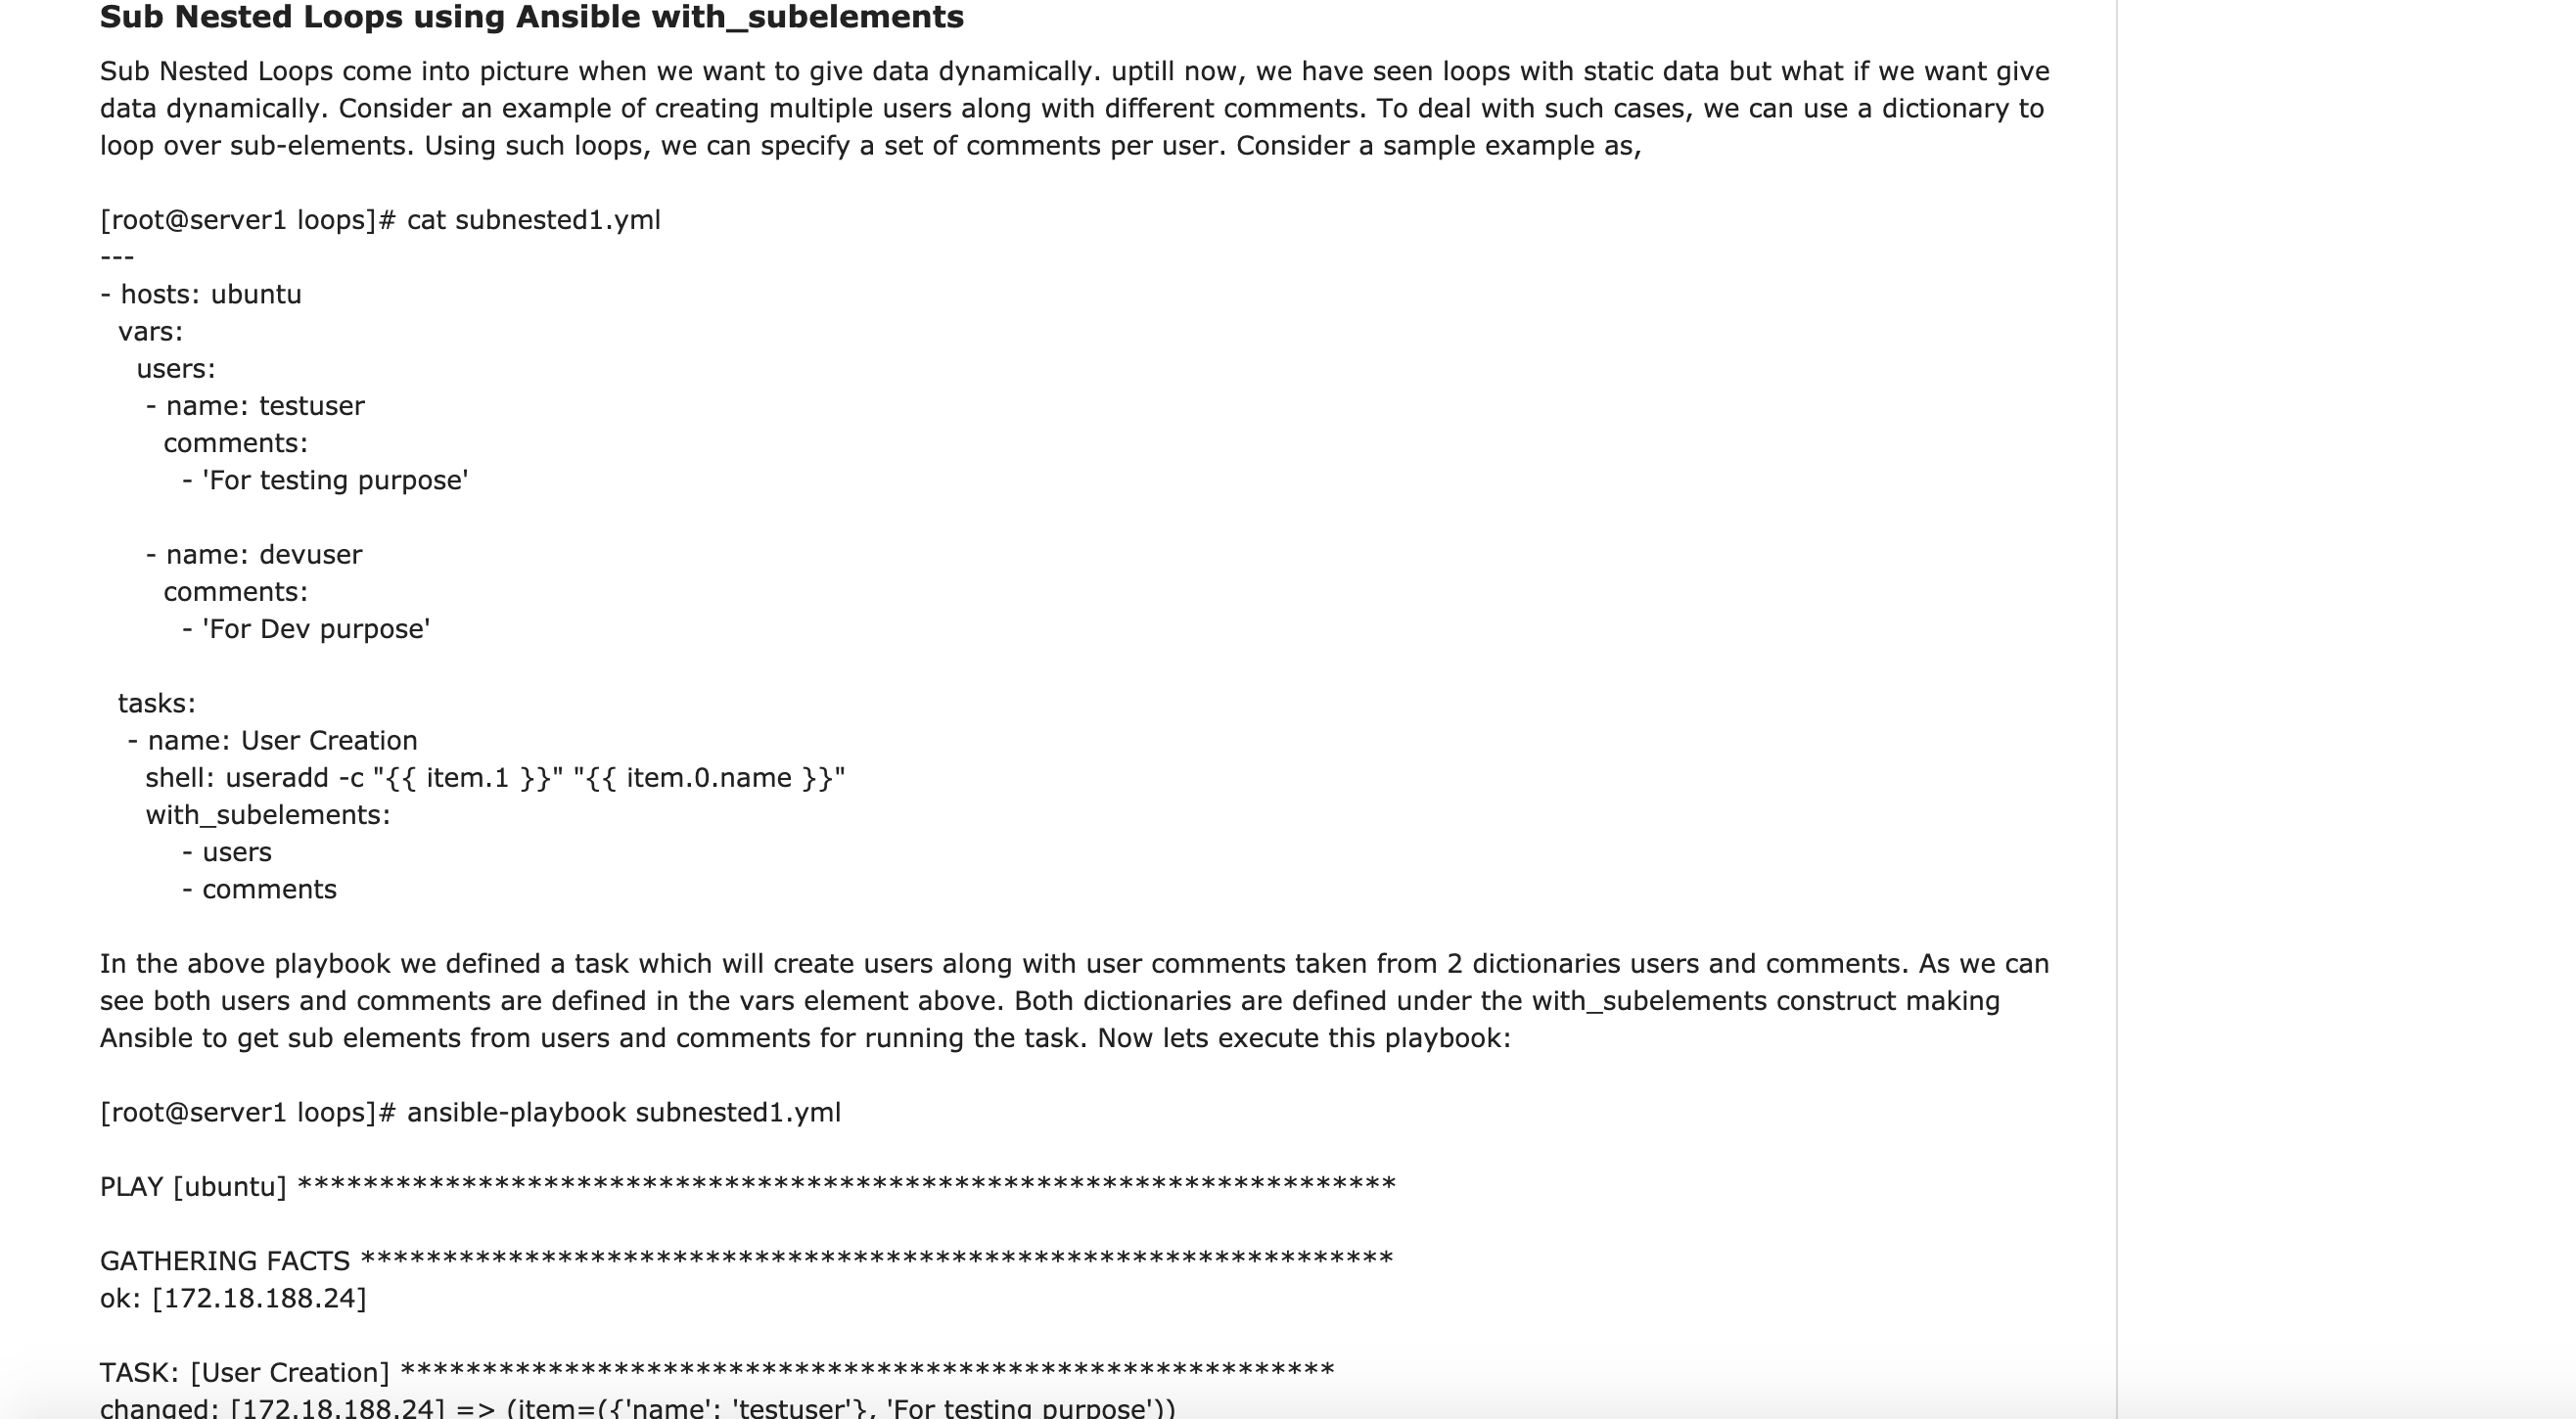 Sub Nested Loops using Ansible with_subelements
Sub Nested Loops come into picture when we want to give data dynamically. uptill now, we have seen loops with static data but what if we want give
data dynamically. Consider an example of creating multiple users along with different comments. To deal with such cases, we can use a dictionary to
loop over sub-elements. Using such loops, we can specify a set of comments per user. Consider a sample example as,
[root@server1 loops]# cat subnested1.yml
---
- hosts: ubuntu
vars:
users:
- name: testuser
comments:
- 'For testing purpose'
- name: devuser
comments:
- 'For Dev purpose'
tasks:
- name: User Creation
shell: useradd -c "{{ item.1 }}" "{{ item.0.name }}"
with_subelements:
- users
- comments
In the above playbook we defined a task which will create users along with user comments taken from 2 dictionaries users and comments. As we can
see both users and comments are defined in the vars element above. Both dictionaries are defined under the with_subelements construct making
Ansible to get sub elements from users and comments for running the task. Now lets execute this playbook:
[root@server1 loops]# ansible-playbook subnested1.yml
PLAY [ubuntu] *******************************************************************
GATHERING FACTS ***************************************************************
ok: [172.18.188.24]
TASK: [User Creation] *********************************************************
changed: [172.18.188.24] => (item=({'name': 'testuser'}, 'For testing purpose'))